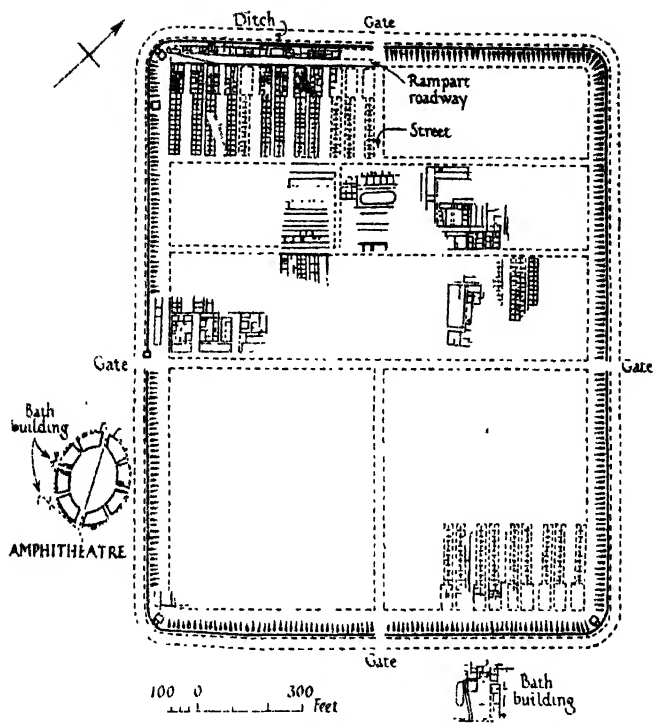 Ditch
Gate
Rampart
roadway
Street
Gate
Gate
Bath
building
AMPHITHEATRE
Gate
100 0 300
Feet
Bath
building